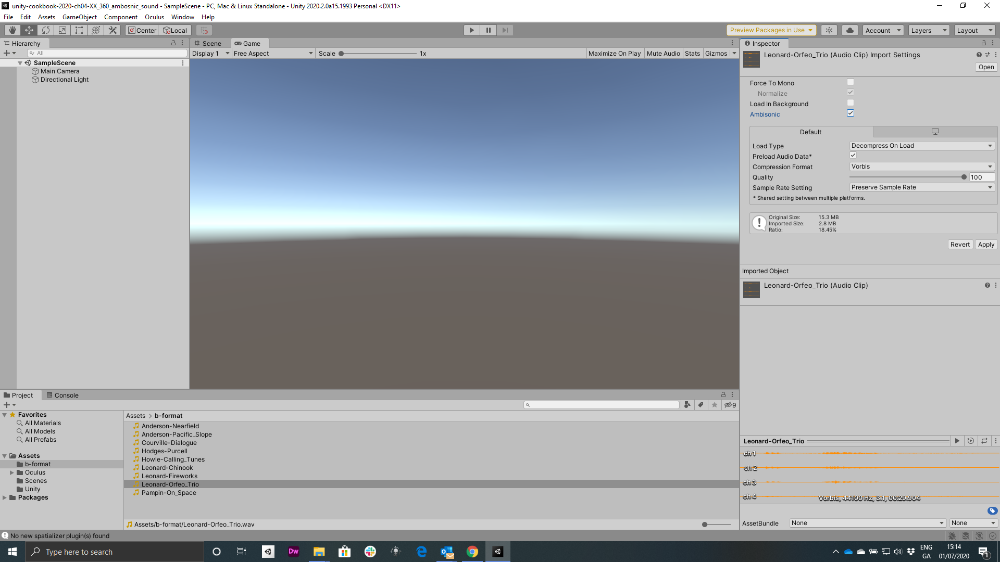 unity-cookbook-2020-ch04-XX_360_ambosnic_sound - SampleScene - PC, Mac & Linux Standalone - Unity 2020.2.0a15.1993 Personal <DX11>
File Edit Assets GameObject Component Oculus Window Help
Center Local Preview Packages in Use Account Layers Layout
Hierarchy
All
SampleScene
Main Camera
Directional Light
Scene Game
Display 1 Free Aspect Scale 1x Maximize On Play Mute Audio Stats Gizmos
Inspector
Leonard-Orfeo_Trio (Audio Clip) Import Settings
Open
Force To Mono
Normalize
Load In Background
Ambisonic
Default
Load Type Decompress On Load
Preload Audio Data*
Compression Format Vorbis
Quality 100
Sample Rate Setting Preserve Sample Rate
* Shared setting between multiple platforms.
Original Size: 15.3 MB
Imported Size: 2.8 MB
Ratio: 18.45%
Revert Apply
Imported Object
Leonard-Orfeo_Trio (Audio Clip)
Project Console
9
Favorites
All Materials
All Models
All Prefabs
Assets
b-format
Oculus
Scenes
Unity
Packages
Assets > b-format
Anderson-Nearfield
Anderson-Pacific_Slope
Courville-Dialogue
Hodges-Purcell
Howle-Calling_Tunes
Leonard-Chinook
Leonard-Fireworks
Leonard-Orfeo_Trio
Pampin-On_Space
Assets/b-format/Leonard-Orfeo_Trio.wav
Leonard-Orfeo_Trio
ch 1
ch 2
ch 3
ch 4
Vorbis, 44100 Hz, 3.1, 00:29.904
AssetBundle None None
No new spatializer plugin(s) found
Type here to search
Dw
ENG
GA
15:14
01/07/2020
1